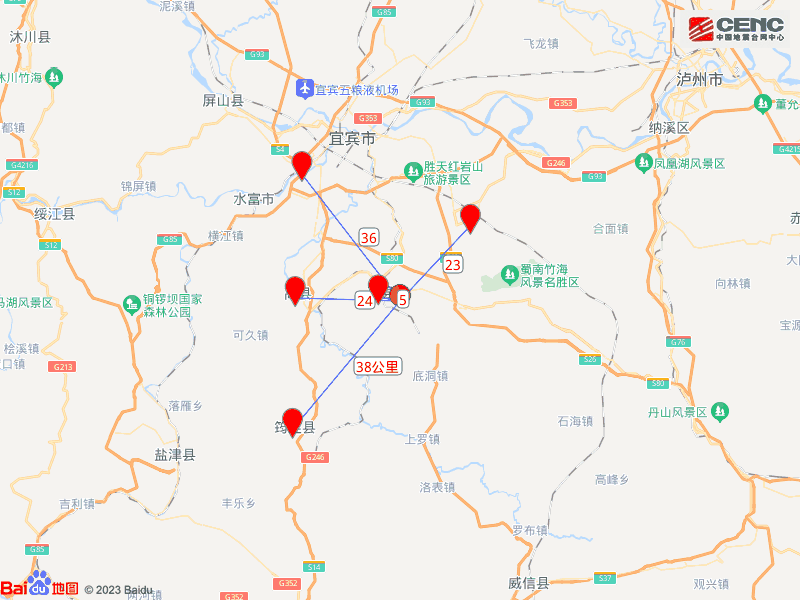 泥溪镇
G85
沐川县
G93
飞龙镇
CENC
中国地震台网中心
沐川竹海
泸州市
屏山县
宜宾五粮液机场
G93
G353
董允
都镇
G353
纳溪区
宜宾市
S4
G4216
胜天红岩山
旅游景区
G246
凤凰湖风景区
G4215
G93
锦屏镇
S12
水富市
绥江县
合面镇
横江镇
G85
36
S12
S80
23
蜀南竹海
风景名胜区
向林镇
马湖风景区
铜锣坝国家
森林公园
24
5
可久镇
宝源
G76
桧溪镇
S26
G213
38公里
底洞镇
S80
落雁乡
丹山风景区
石海镇
筠连县
上罗镇
盐津县
G246
高峰乡
洛表镇
吉利镇
丰乐乡
罗布镇
G85
S14
S37
G352
威信县
观兴镇
Baidu地图
© 2023 Baidu
两河镇
G352